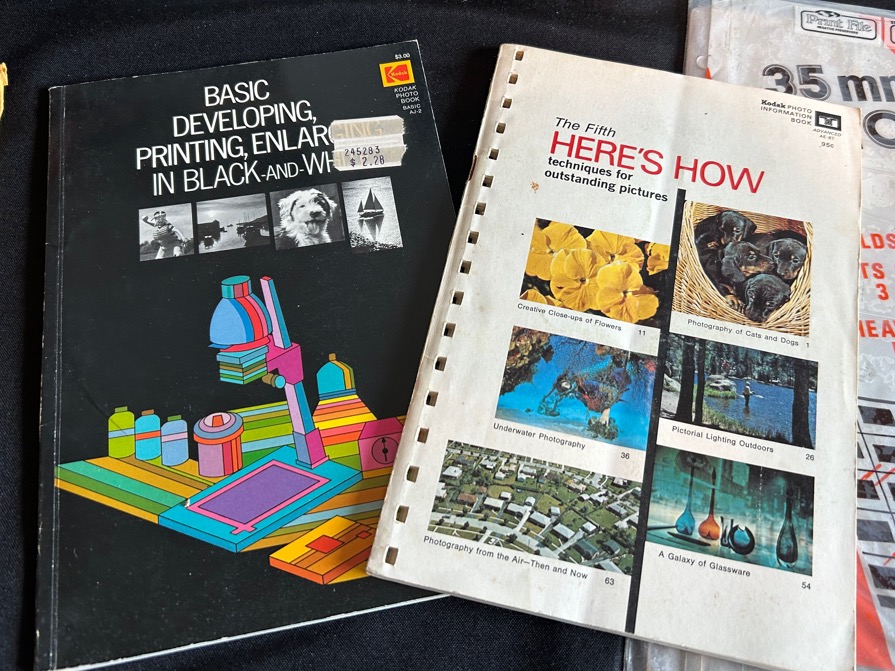 $3.00
Kodak
KODAK
PHOTO
BOOK
BASIC
AJ-2
BASIC
DEVELOPING,
PRINTING, ENLARGING
IN BLACK-AND-WH
245283
$ 2.28
Kodak PHOTO
INFORMATION
BOOK
ADVANCED
AE-87
95¢
The Fifth
HERE'S HOW
techniques for
outstanding pictures
Creative Close-ups of Flowers 11
Photography of Cats and Dogs 1
Underwater Photography 36
Pictorial Lighting Outdoors 26
Photography from the Air—Then and Now 63
A Galaxy of Glassware 54
Print File
35 mm